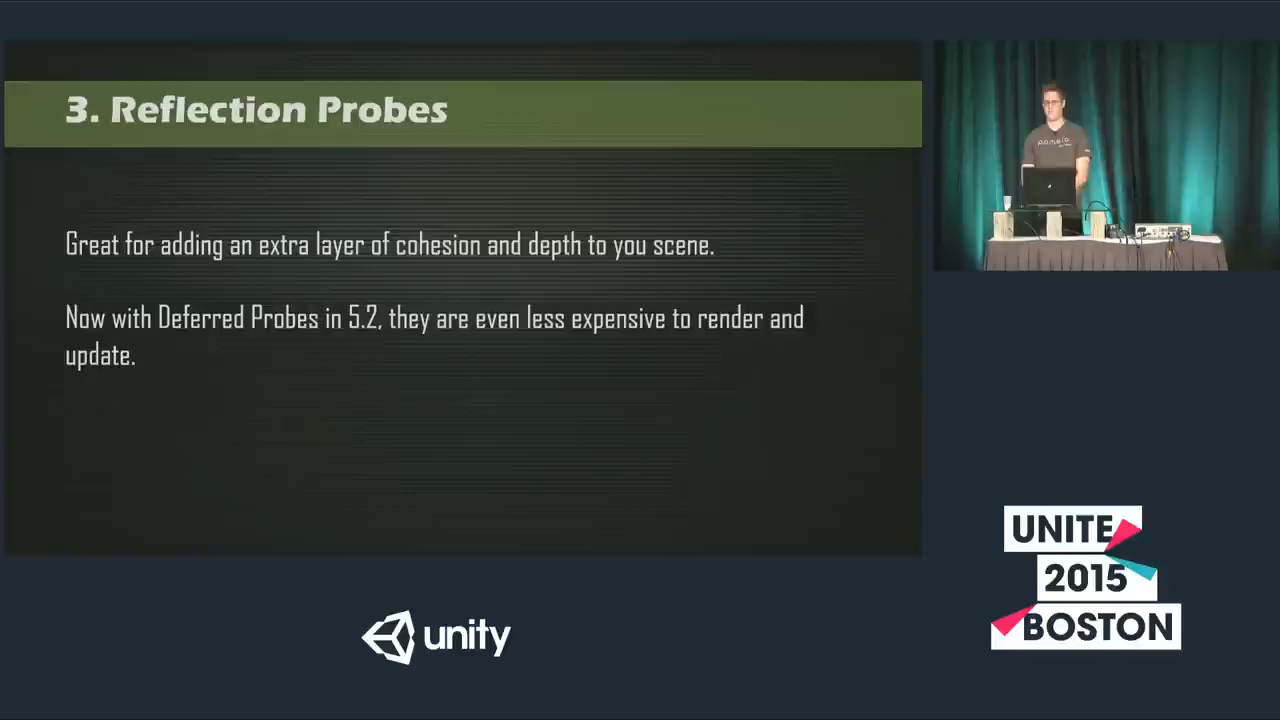 3. Reflection Probes
Great for adding an extra layer of cohesion and depth to you scene.
Now with Deferred Probes in 5.2, they are even less expensive to render and
update.
UNITE
2015
BOSTON
unity